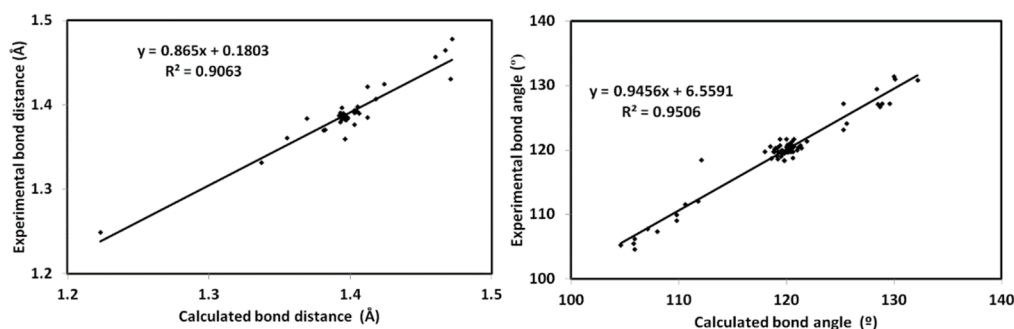 1.5
y = 0.865x + 0.1803
R² = 0.9063
1.4
1.3
1.2
1.2 1.3 1.4 1.5
Experimental bond distance (Å)
Calculated bond distance (Å)
140
130
y = 0.9456x + 6.5591
R² = 0.9506
120
110
100
100 110 120 130 140
Experimental bond angle (°)
Calculated bond angle (º)